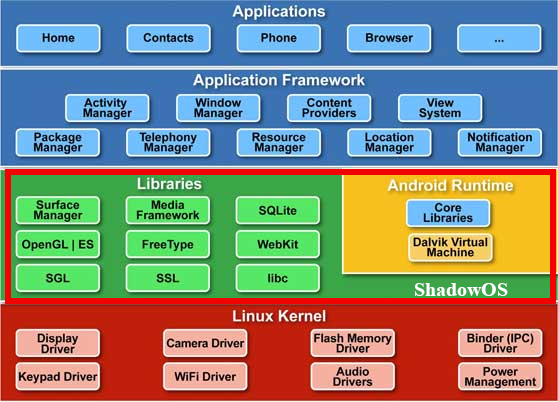 Applications
Home
Contacts
Phone
Browser
...
Application Framework
Activity
Manager
Window
Manager
Content
Providers
View
System
Package
Manager
Telephony
Manager
Resource
Manager
Location
Manager
Notification
Manager
Libraries
Surface
Manager
Media
Framework
SQLite
OpenGL | ES
FreeType
WebKit
SGL
SSL
libc
Android Runtime
Core
Libraries
Dalvik Virtual
Machine
ShadowOS
Linux Kernel
Display
Driver
Camera Driver
Flash Memory
Driver
Binder (IPC)
Driver
Keypad Driver
WiFi Driver
Audio
Drivers
Power
Management